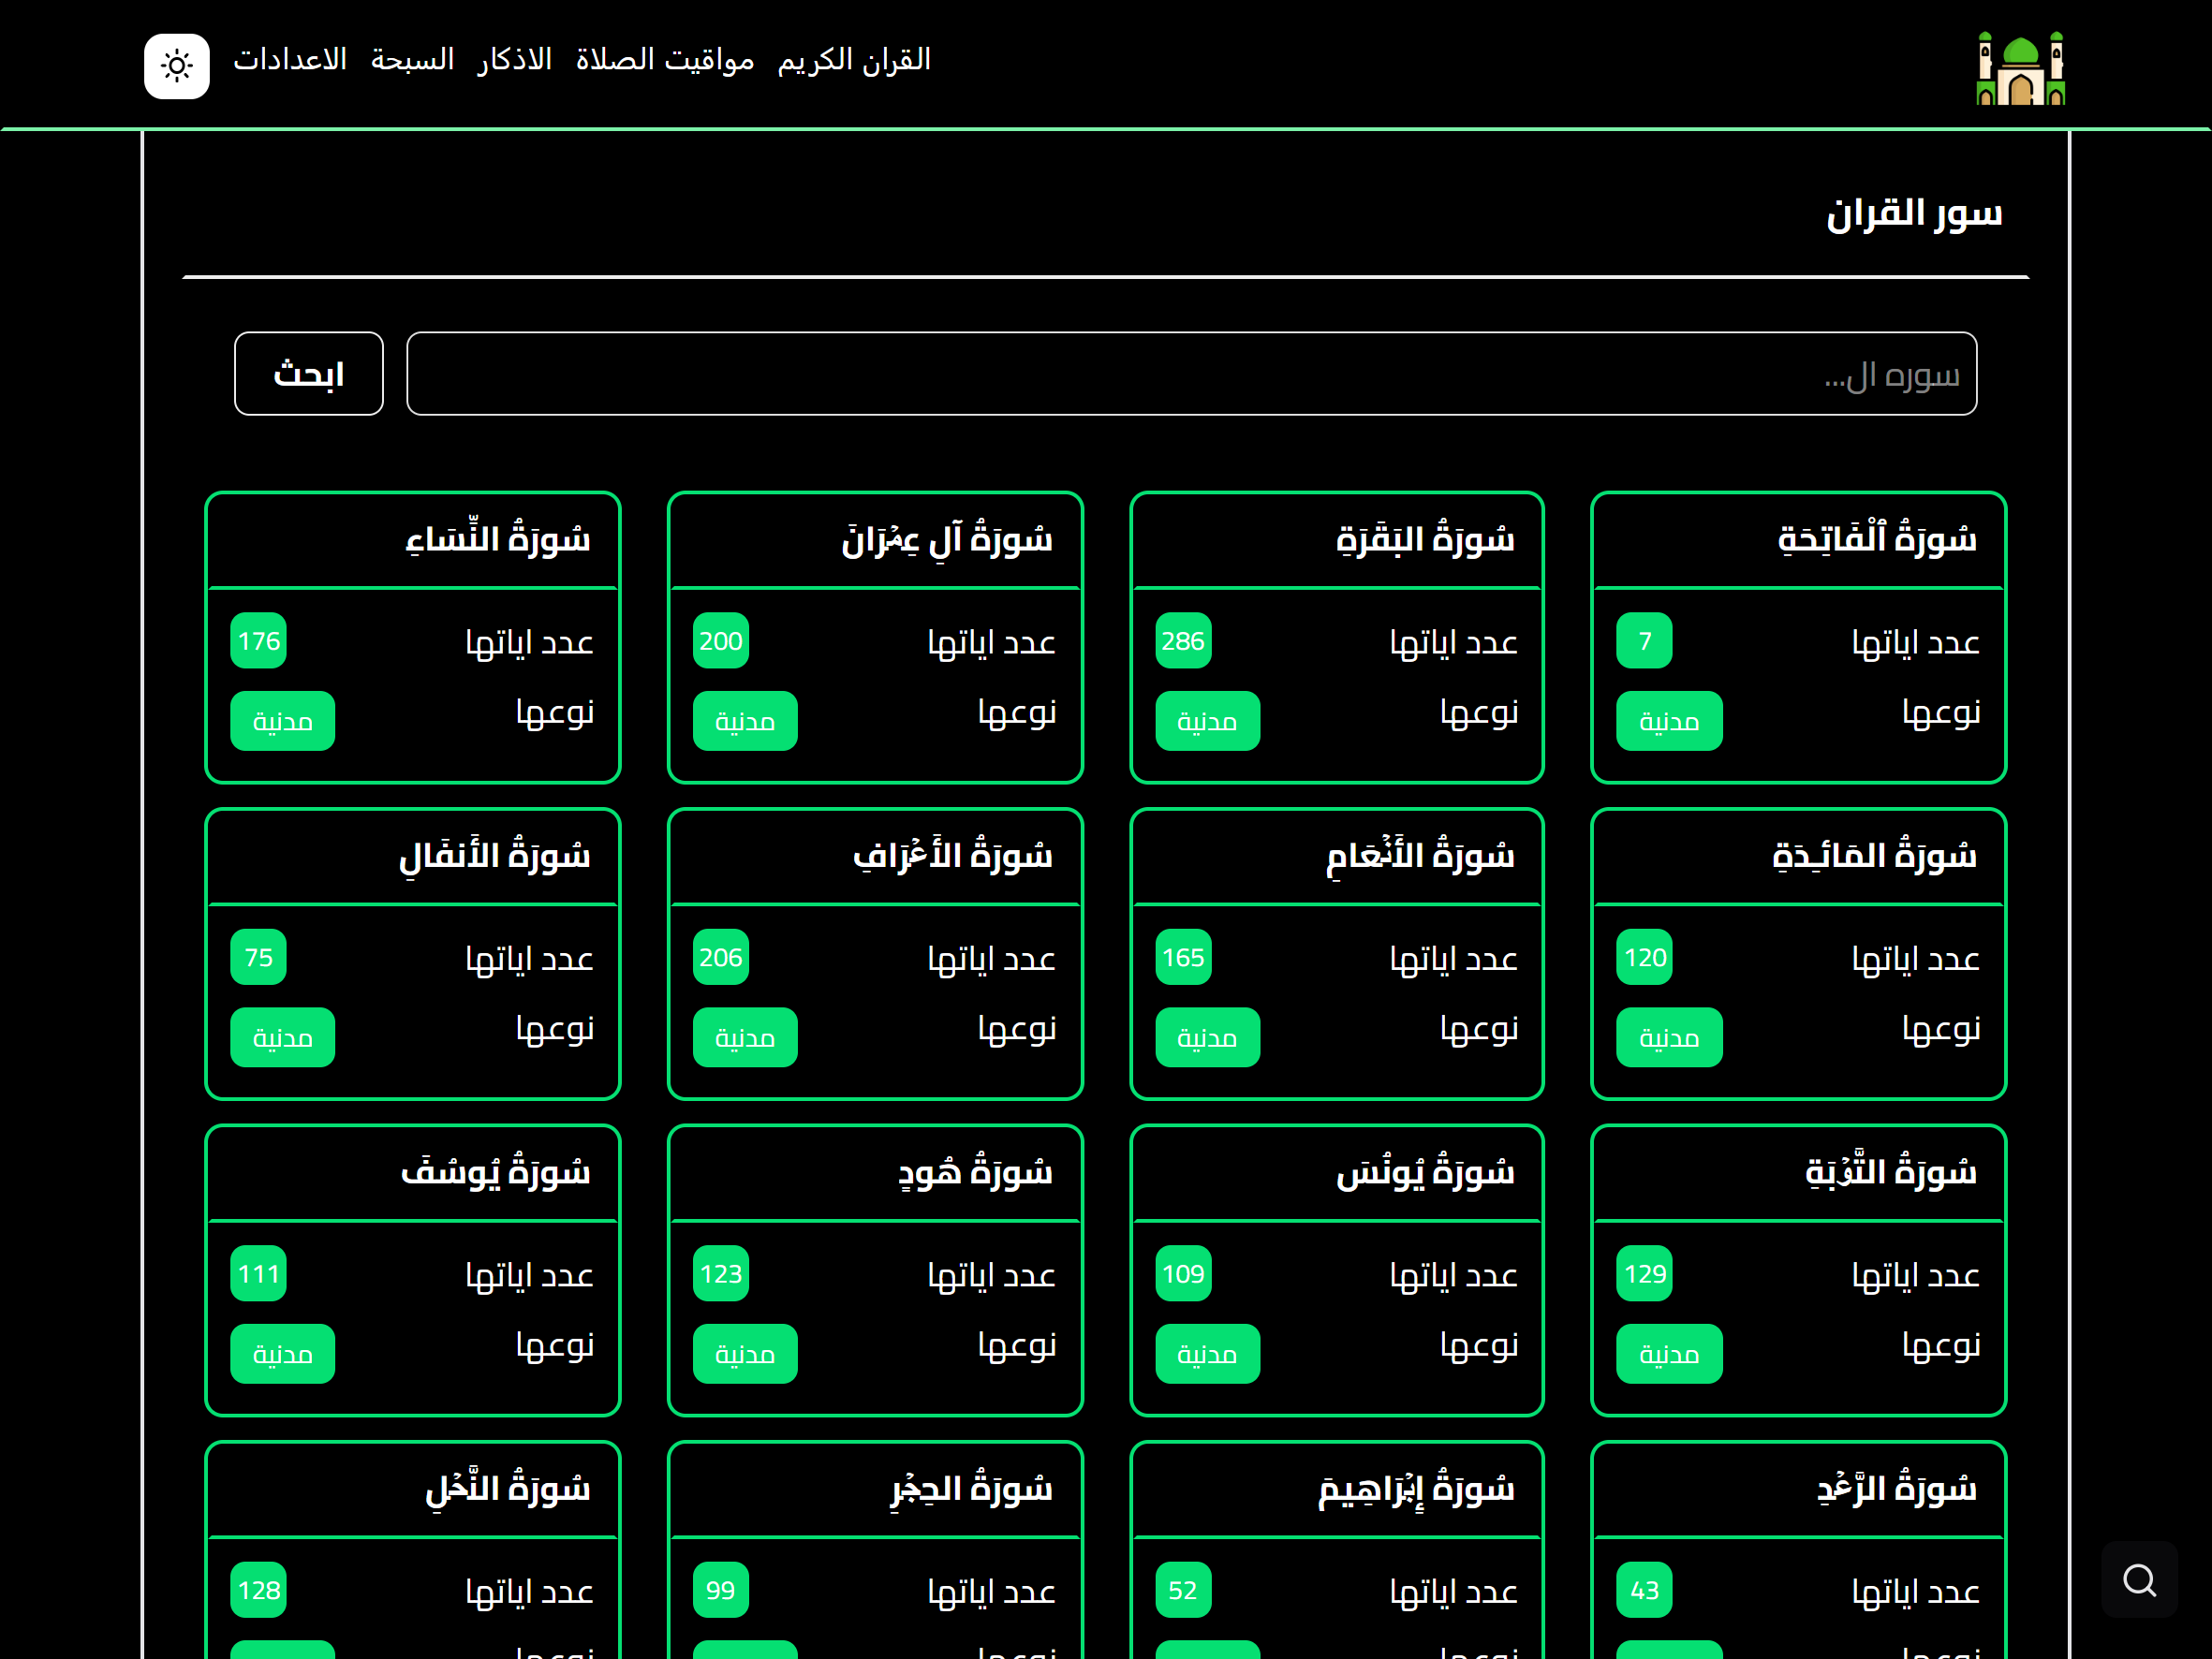 القران الكريم مواقيت الصلاة الاذكار السبحة الاعدادات
سور القران
سوره ال...
ابحث
سُورَةُ ٱلْفَاتِحَةِ
عدد اياتها 7
نوعها مدنية
سُورَةُ البَقَرَةِ
عدد اياتها 286
نوعها مدنية
سُورَةُ آلِ عِمۡرَانَ
عدد اياتها 200
نوعها مدنية
سُورَةُ النِّسَاءِ
عدد اياتها 176
نوعها مدنية
سُورَةُ المَائـِدَةِ
عدد اياتها 120
نوعها مدنية
سُورَةُ الأَنۡعَامِ
عدد اياتها 165
نوعها مدنية
سُورَةُ الأَعۡرَافِ
عدد اياتها 206
نوعها مدنية
سُورَةُ الأَنفَالِ
عدد اياتها 75
نوعها مدنية
سُورَةُ التَّوۡبَةِ
عدد اياتها 129
نوعها مدنية
سُورَةُ يُونُسَ
عدد اياتها 109
نوعها مدنية
سُورَةُ هُودٍ
عدد اياتها 123
نوعها مدنية
سُورَةُ يُوسُفَ
عدد اياتها 111
نوعها مدنية
سُورَةُ الرَّعۡدِ
عدد اياتها 43
سُورَةُ إِبۡرَاهِيمَ
عدد اياتها 52
سُورَةُ الحِجۡرِ
عدد اياتها 99
سُورَةُ النَّحۡلِ
عدد اياتها 128